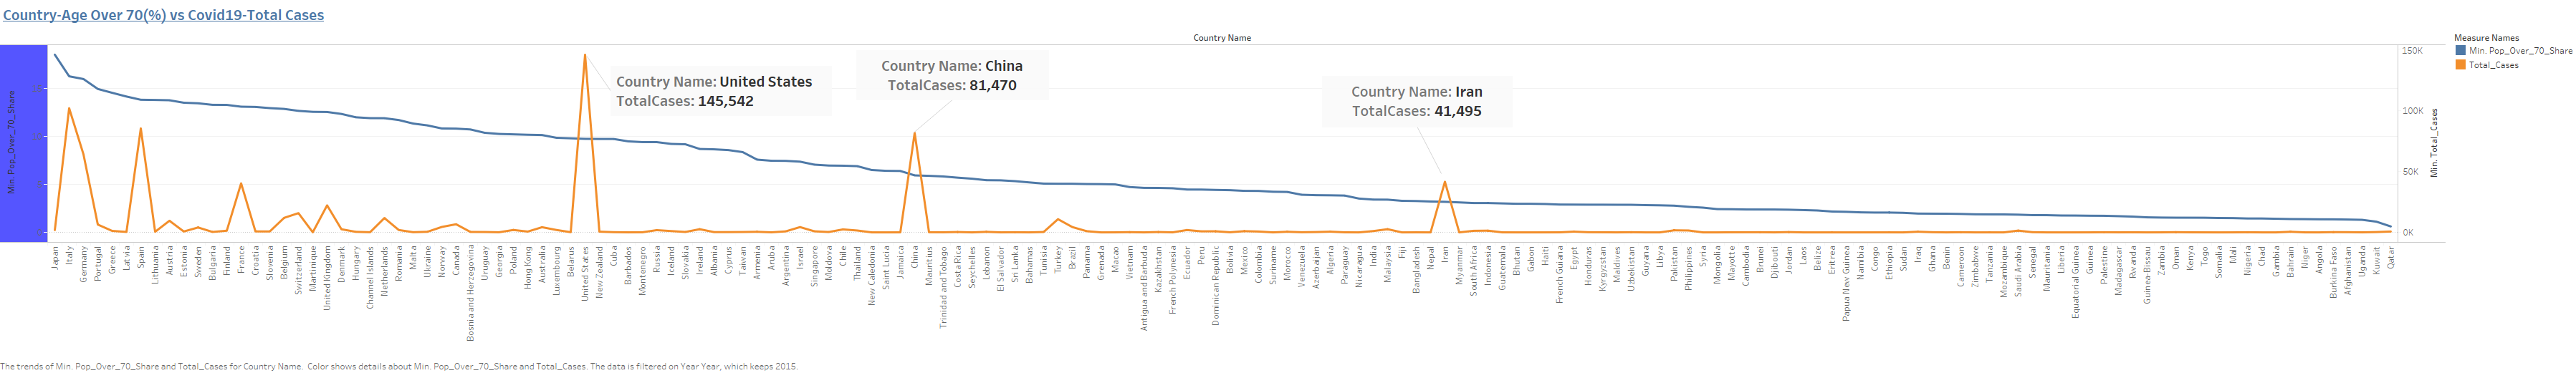 Country-Age Over 70(%) vs Covid19-Total Cases
Country Name
Measure Names
Min. Pop_Over_70_Share
Total_Cases
Min. Pop_Over_70_Share
150K
100K
50K
0K
Min. Total_Cases
Country Name: United States
TotalCases: 145,542
Country Name: China
TotalCases: 81,470
Country Name: Iran
TotalCases: 41,495
Japan
Italy
Germany
Portugal
Greece
Latvia
Spain
Lithuania
Austria
Estonia
Sweden
Bulgaria
Finland
France
Croatia
Slovenia
Belgium
Switzerland
Martinique
United Kingdom
Denmark
Hungary
Channel Islands
Netherlands
Romania
Malta
Ukraine
Norway
Canada
Bosnia and Herzegovina
Uruguay
Georgia
Poland
Hong Kong
Australia
Luxembourg
Belarus
United States
New Zealand
Cuba
Barbados
Montenegro
Russia
Iceland
Slovakia
Ireland
Albania
Cyprus
Taiwan
Armenia
Aruba
Argentina
Israel
Singapore
Moldova
Chile
Thailand
New Caledonia
Saint Lucia
Jamaica
China
Mauritius
Trinidad and Tobago
Costa Rica
Seychelles
Lebanon
El Salvador
Sri Lanka
Bahamas
Tunisia
Turkey
Brazil
Panama
Grenada
Macao
Vietnam
Antigua and Barbuda
Kazakhstan
French Polynesia
Ecuador
Peru
Dominican Republic
Bolivia
Mexico
Colombia
Suriname
Morocco
Venezuela
Azerbaijan
Algeria
Paraguay
Nicaragua
India
Malaysia
Fiji
Bangladesh
Nepal
Iran
Myanmar
South Africa
Indonesia
Guatemala
Bhutan
Gabon
Haiti
French Guiana
Egypt
Honduras
Kyrgyzstan
Maldives
Uzbekistan
Guyana
Libya
Pakistan
Philippines
Syria
Mongolia
Mayotte
Cambodia
Brunei
Djibouti
Jordan
Laos
Belize
Eritrea
Papua New Guinea
Namibia
Congo
Ethiopia
Sudan
Iraq
Ghana
Benin
Cameroon
Zimbabwe
Tanzania
Mozambique
Saudi Arabia
Senegal
Mauritania
Liberia
Equatorial Guinea
Guinea
Palestine
Madagascar
Rwanda
Guinea-Bissau
Zambia
Oman
Kenya
Togo
Somalia
Mali
Nigeria
Chad
Gambia
Bahrain
Niger
Angola
Burkina Faso
Afghanistan
Uganda
Kuwait
Qatar
The trends of Min. Pop_Over_70_Share and Total_Cases for Country Name. Color shows details about Min. Pop_Over_70_Share and Total_Cases. The data is filtered on Year Year, which keeps 2015.